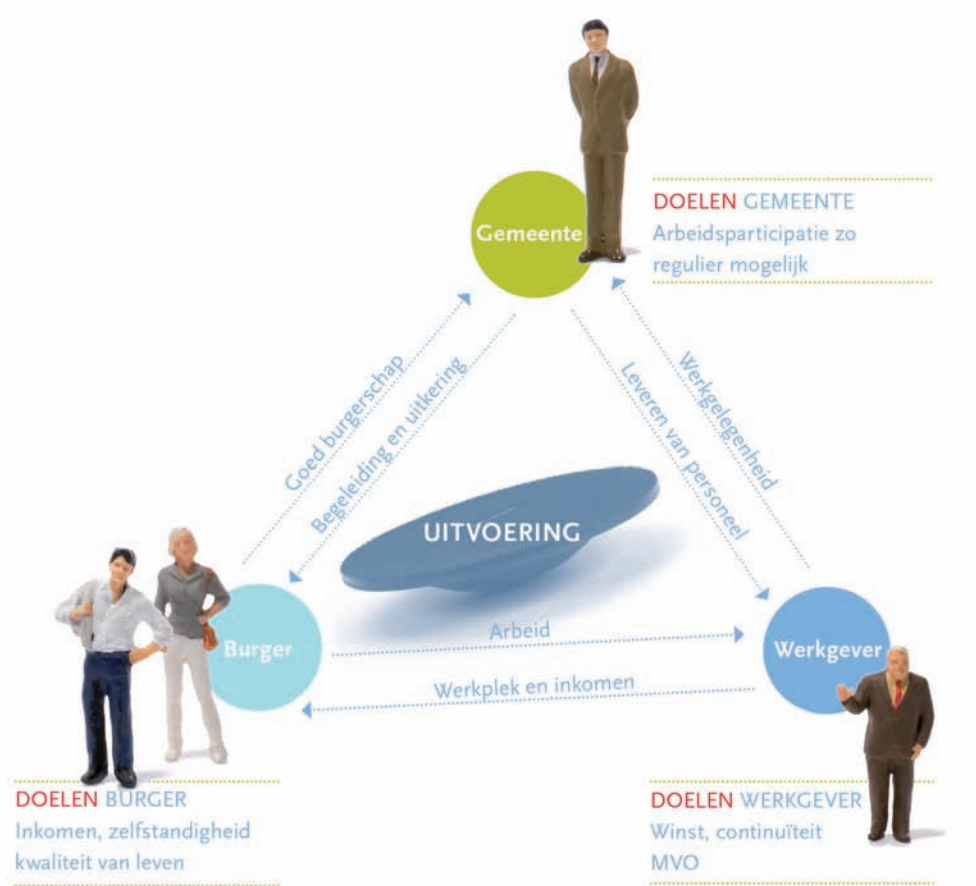 Gemeente
DOELEN GEMEENTE
Arbeidsparticipatie zo
regulier mogelijk
Goed burgerschap
Begeleiding en uitkering
Leveren van personeel
Werkgelegenheid
UITVOERING
Burger
Arbeid
Werkgever
Werkplek en inkomen
DOELEN BURGER
Inkomen, zelfstandigheid
kwaliteit van leven
DOELEN WERKGEVER
Winst, continuïteit
MVO